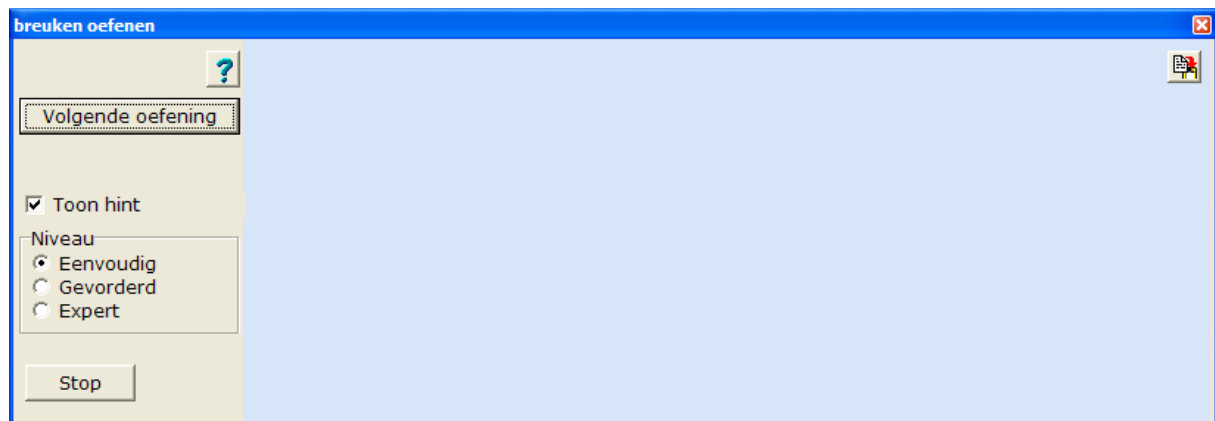 breuken oefenen
?
Volgende oefening
Toon hint
Niveau
Eenvoudig
Gevorderd
Expert
Stop